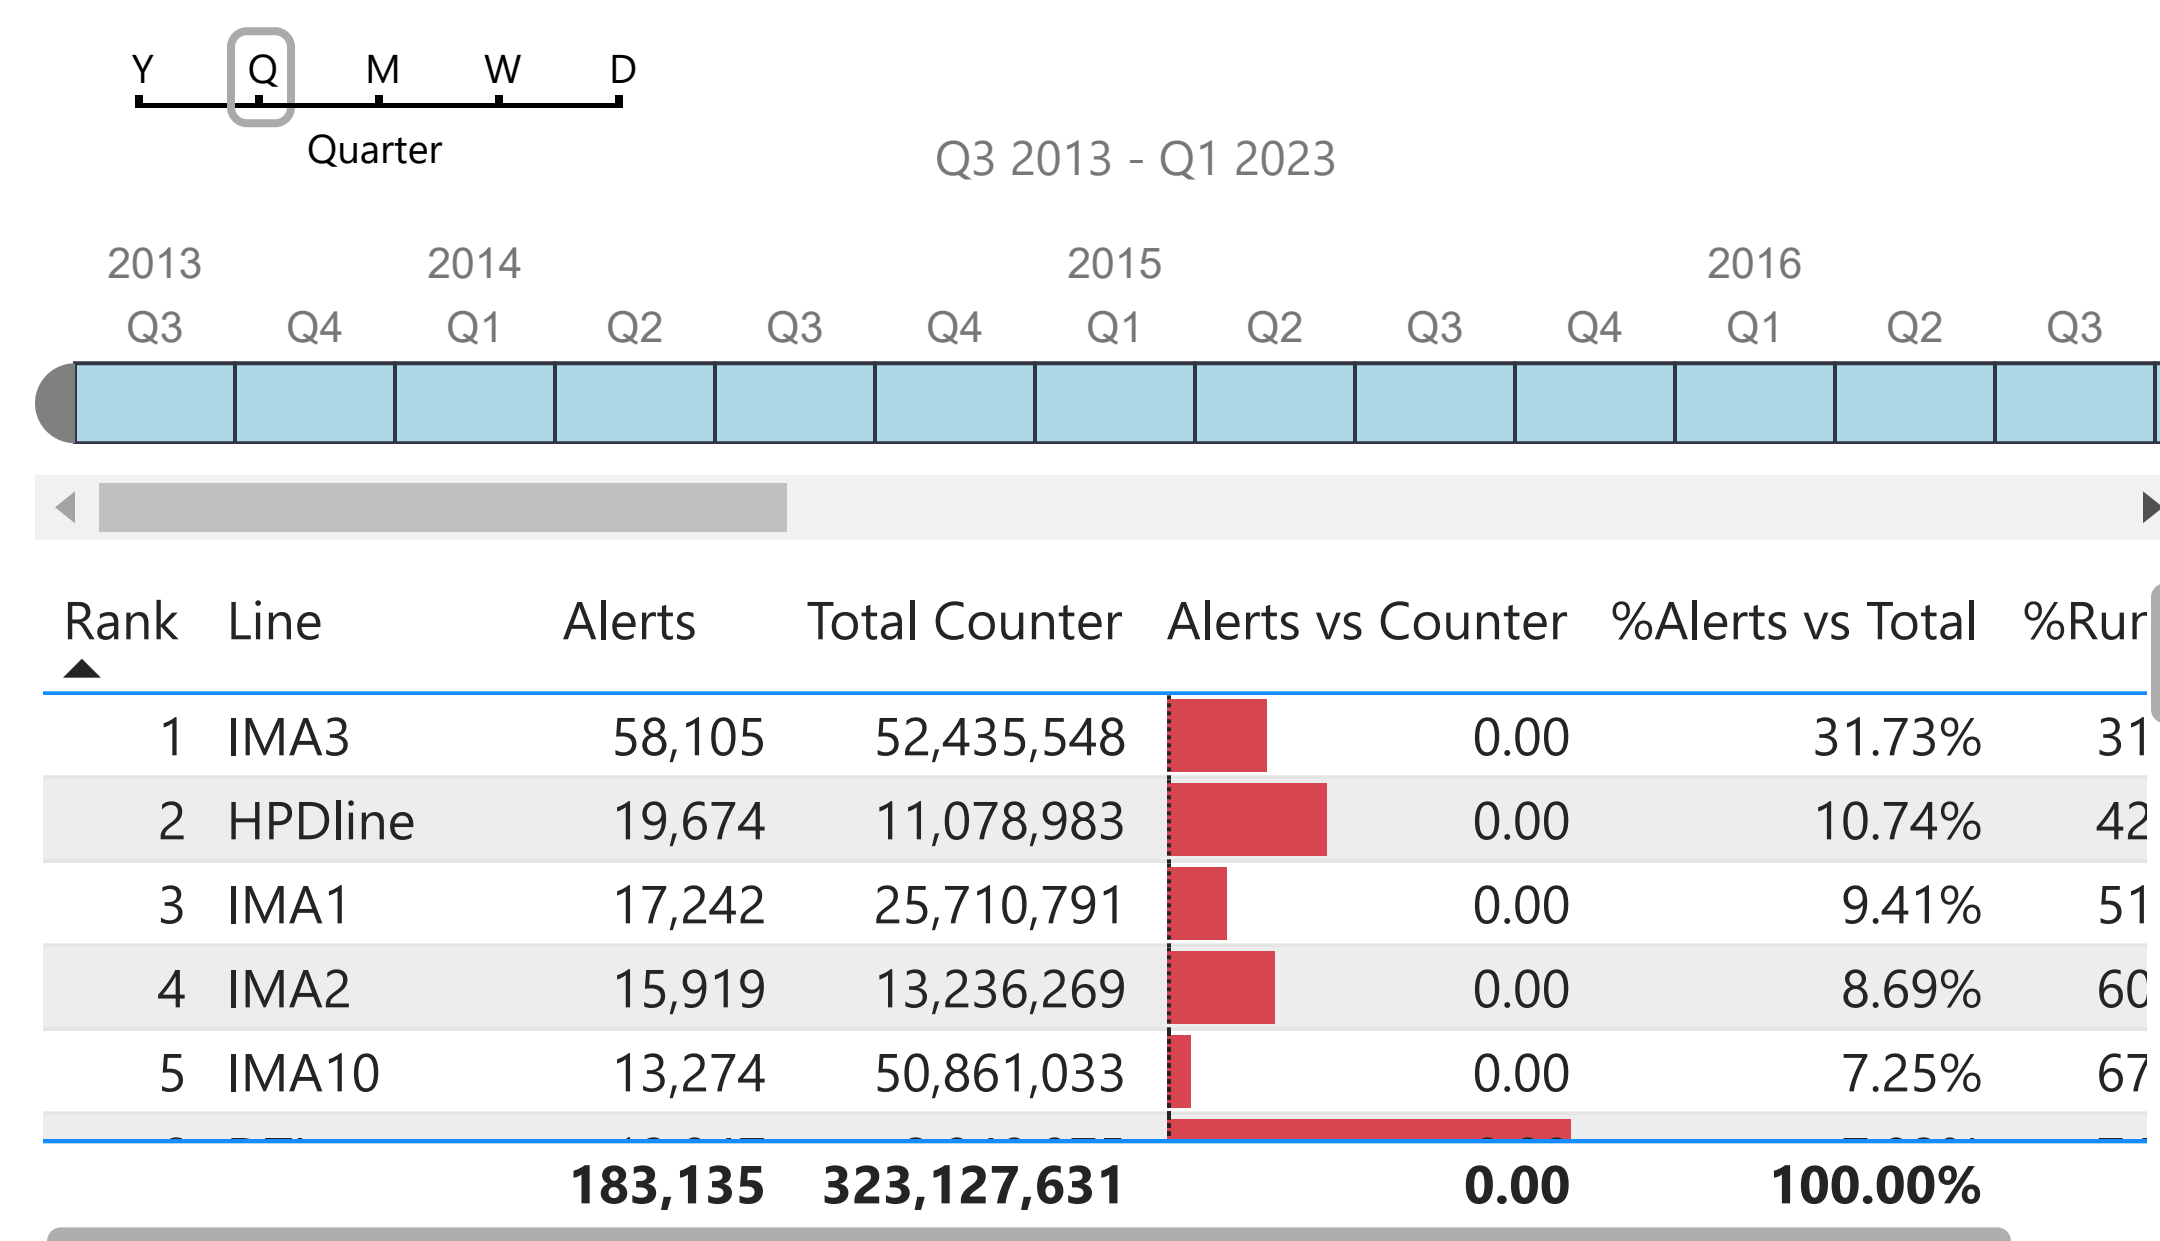 Y Q M W D
Quarter
Q3 2013 - Q1 2023
2013 2014 2015 2016
Q3 Q4 Q1 Q2 Q3 Q4 Q1 Q2 Q3 Q4 Q1 Q2 Q3
Rank Line Alerts Total Counter Alerts vs Counter %Alerts vs Total %Rur
1 IMA3 58,105 52,435,548 0.00 31.73% 31
2 HPDline 19,674 11,078,983 0.00 10.74% 42
3 IMA1 17,242 25,710,791 0.00 9.41% 51
4 IMA2 15,919 13,236,269 0.00 8.69% 60
5 IMA10 13,274 50,861,033 0.00 7.25% 67
183,135 323,127,631 0.00 100.00%